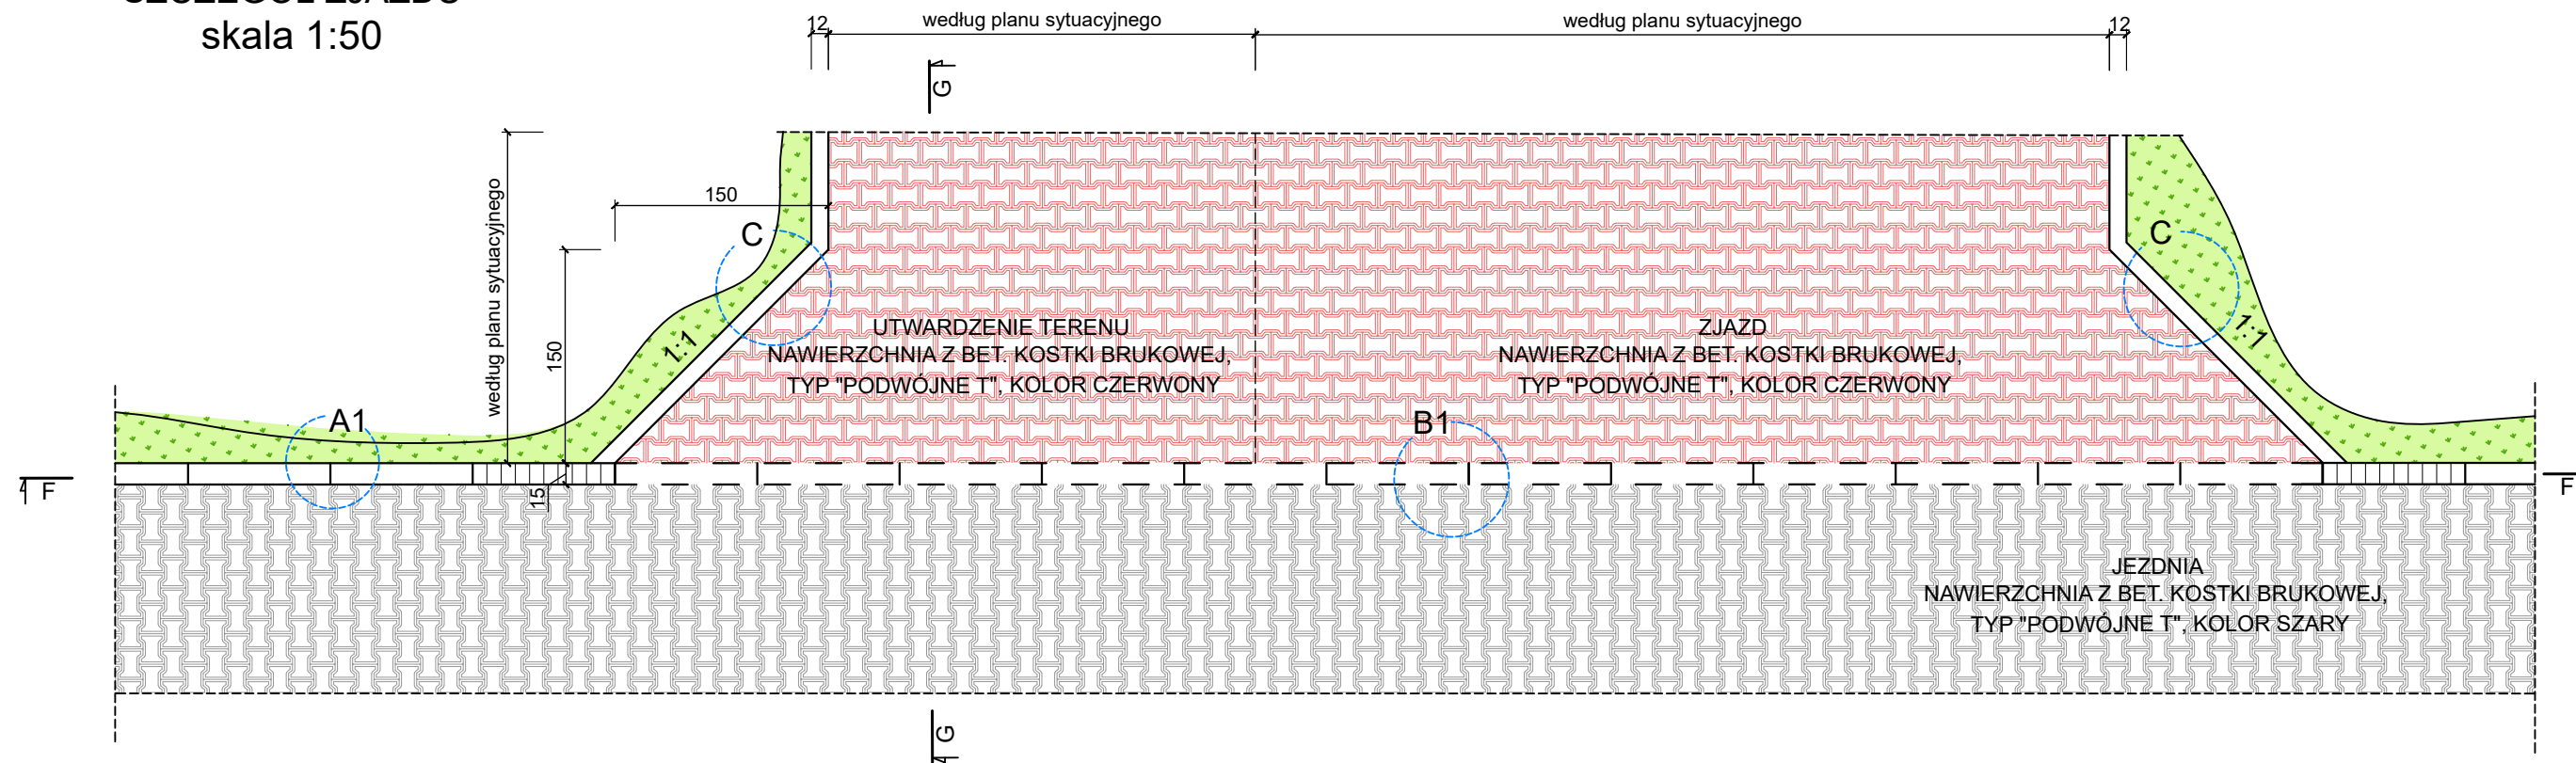 skala 1:50
12
według planu sytuacyjnego
według planu sytuacyjnego
12
G
według planu sytuacyjnego
150
C
C
150
1:1
1:1
UTWARDZENIE TERENU
NAWIERZCHNIA Z BET. KOSTKI BRUKOWEJ,
TYP "PODWÓJNE T", KOLOR CZERWONY
ZJAZD
NAWIERZCHNIA Z BET. KOSTKI BRUKOWEJ,
TYP "PODWÓJNE T", KOLOR CZERWONY
A1
B1
F
15
F
JEZDNIA
NAWIERZCHNIA Z BET. KOSTKI BRUKOWEJ,
TYP "PODWÓJNE T", KOLOR SZARY
G